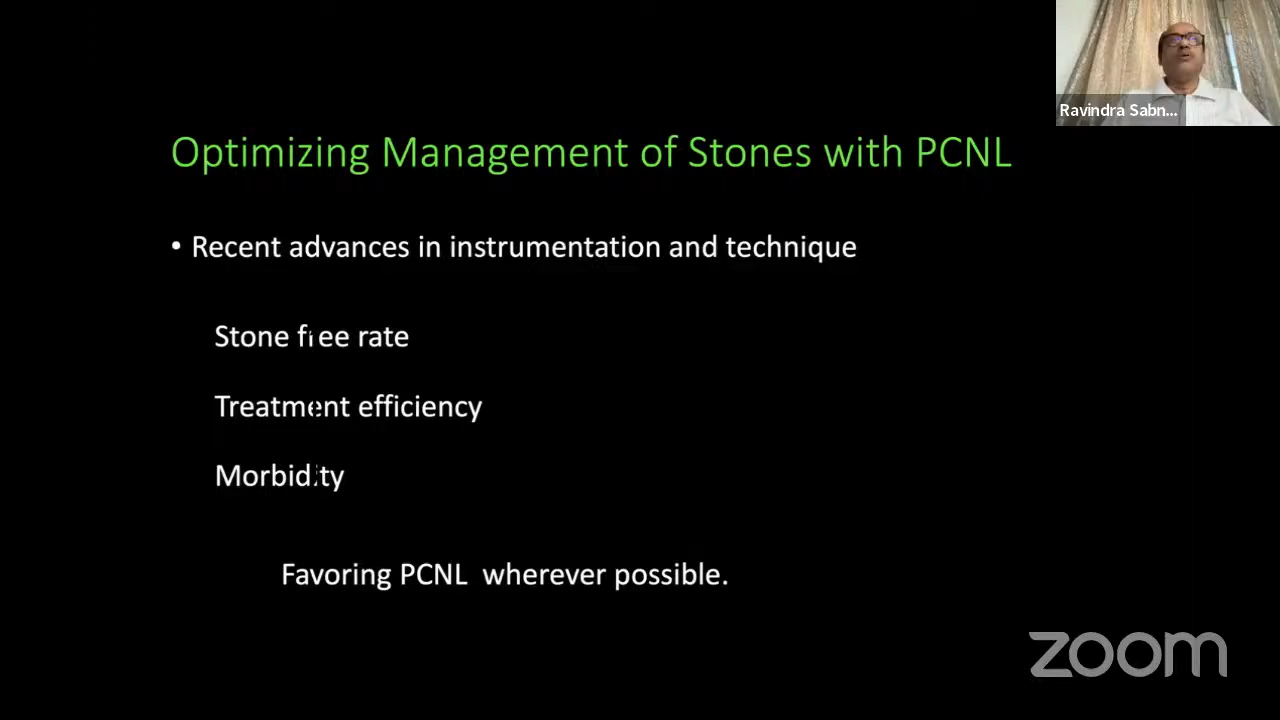 Ravindra Sabn...
Optimizing Management of Stones with PCNL
• Recent advances in instrumentation and technique
Stone free rate
Treatment efficiency
Morbidity
Favoring PCNL wherever possible.
zoom